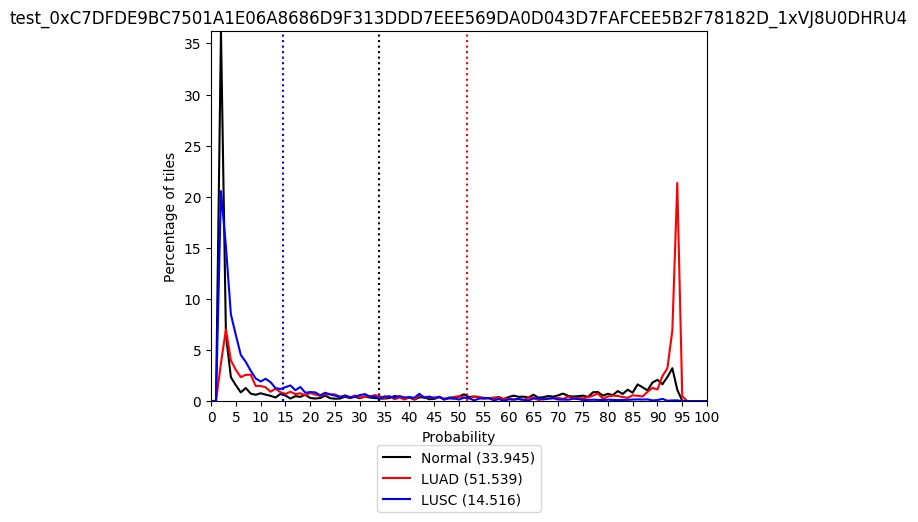 test_0xC7DFDE9BC7501A1E06A8686D9F313DDD7EEE569DA0D043D7FAFCEE5B2F78182D_1xVJ8U0DHRU4
35
30
25
20
15
10
5
0
Percentage of tiles
0 5 10 15 20 25 30 35 40 45 50 55 60 65 70 75 80 85 90 95 100
Probability
Normal (33.945)
LUAD (51.539)
LUSC (14.516)